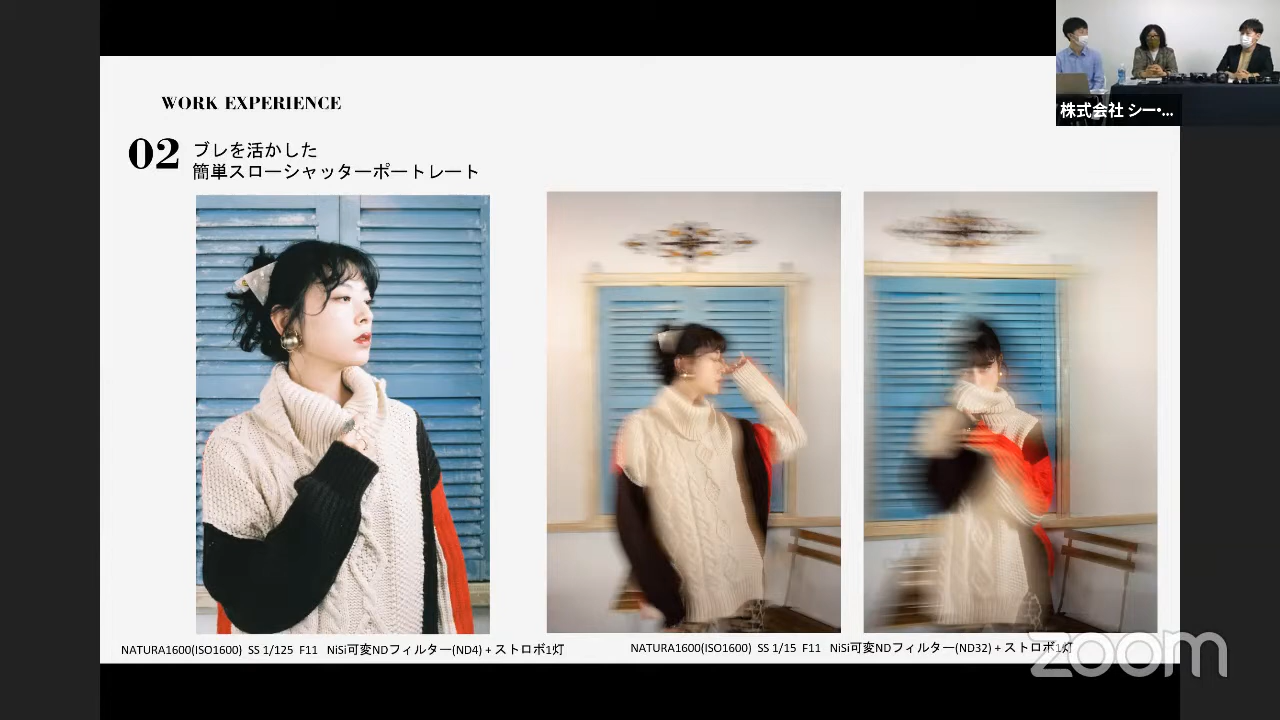 WORK EXPERIENCE
株式会社 シー・...
02
ブレを活かした
簡単スローシャッターポートレート
NATURA1600(ISO1600) SS 1/125 F11 NiSi可変NDフィルター(ND4) + ストロボ1灯
NATURA1600(ISO1600) SS 1/15 F11 NiSi可変NDフィルター(ND32) + ストロボ1灯
zoom